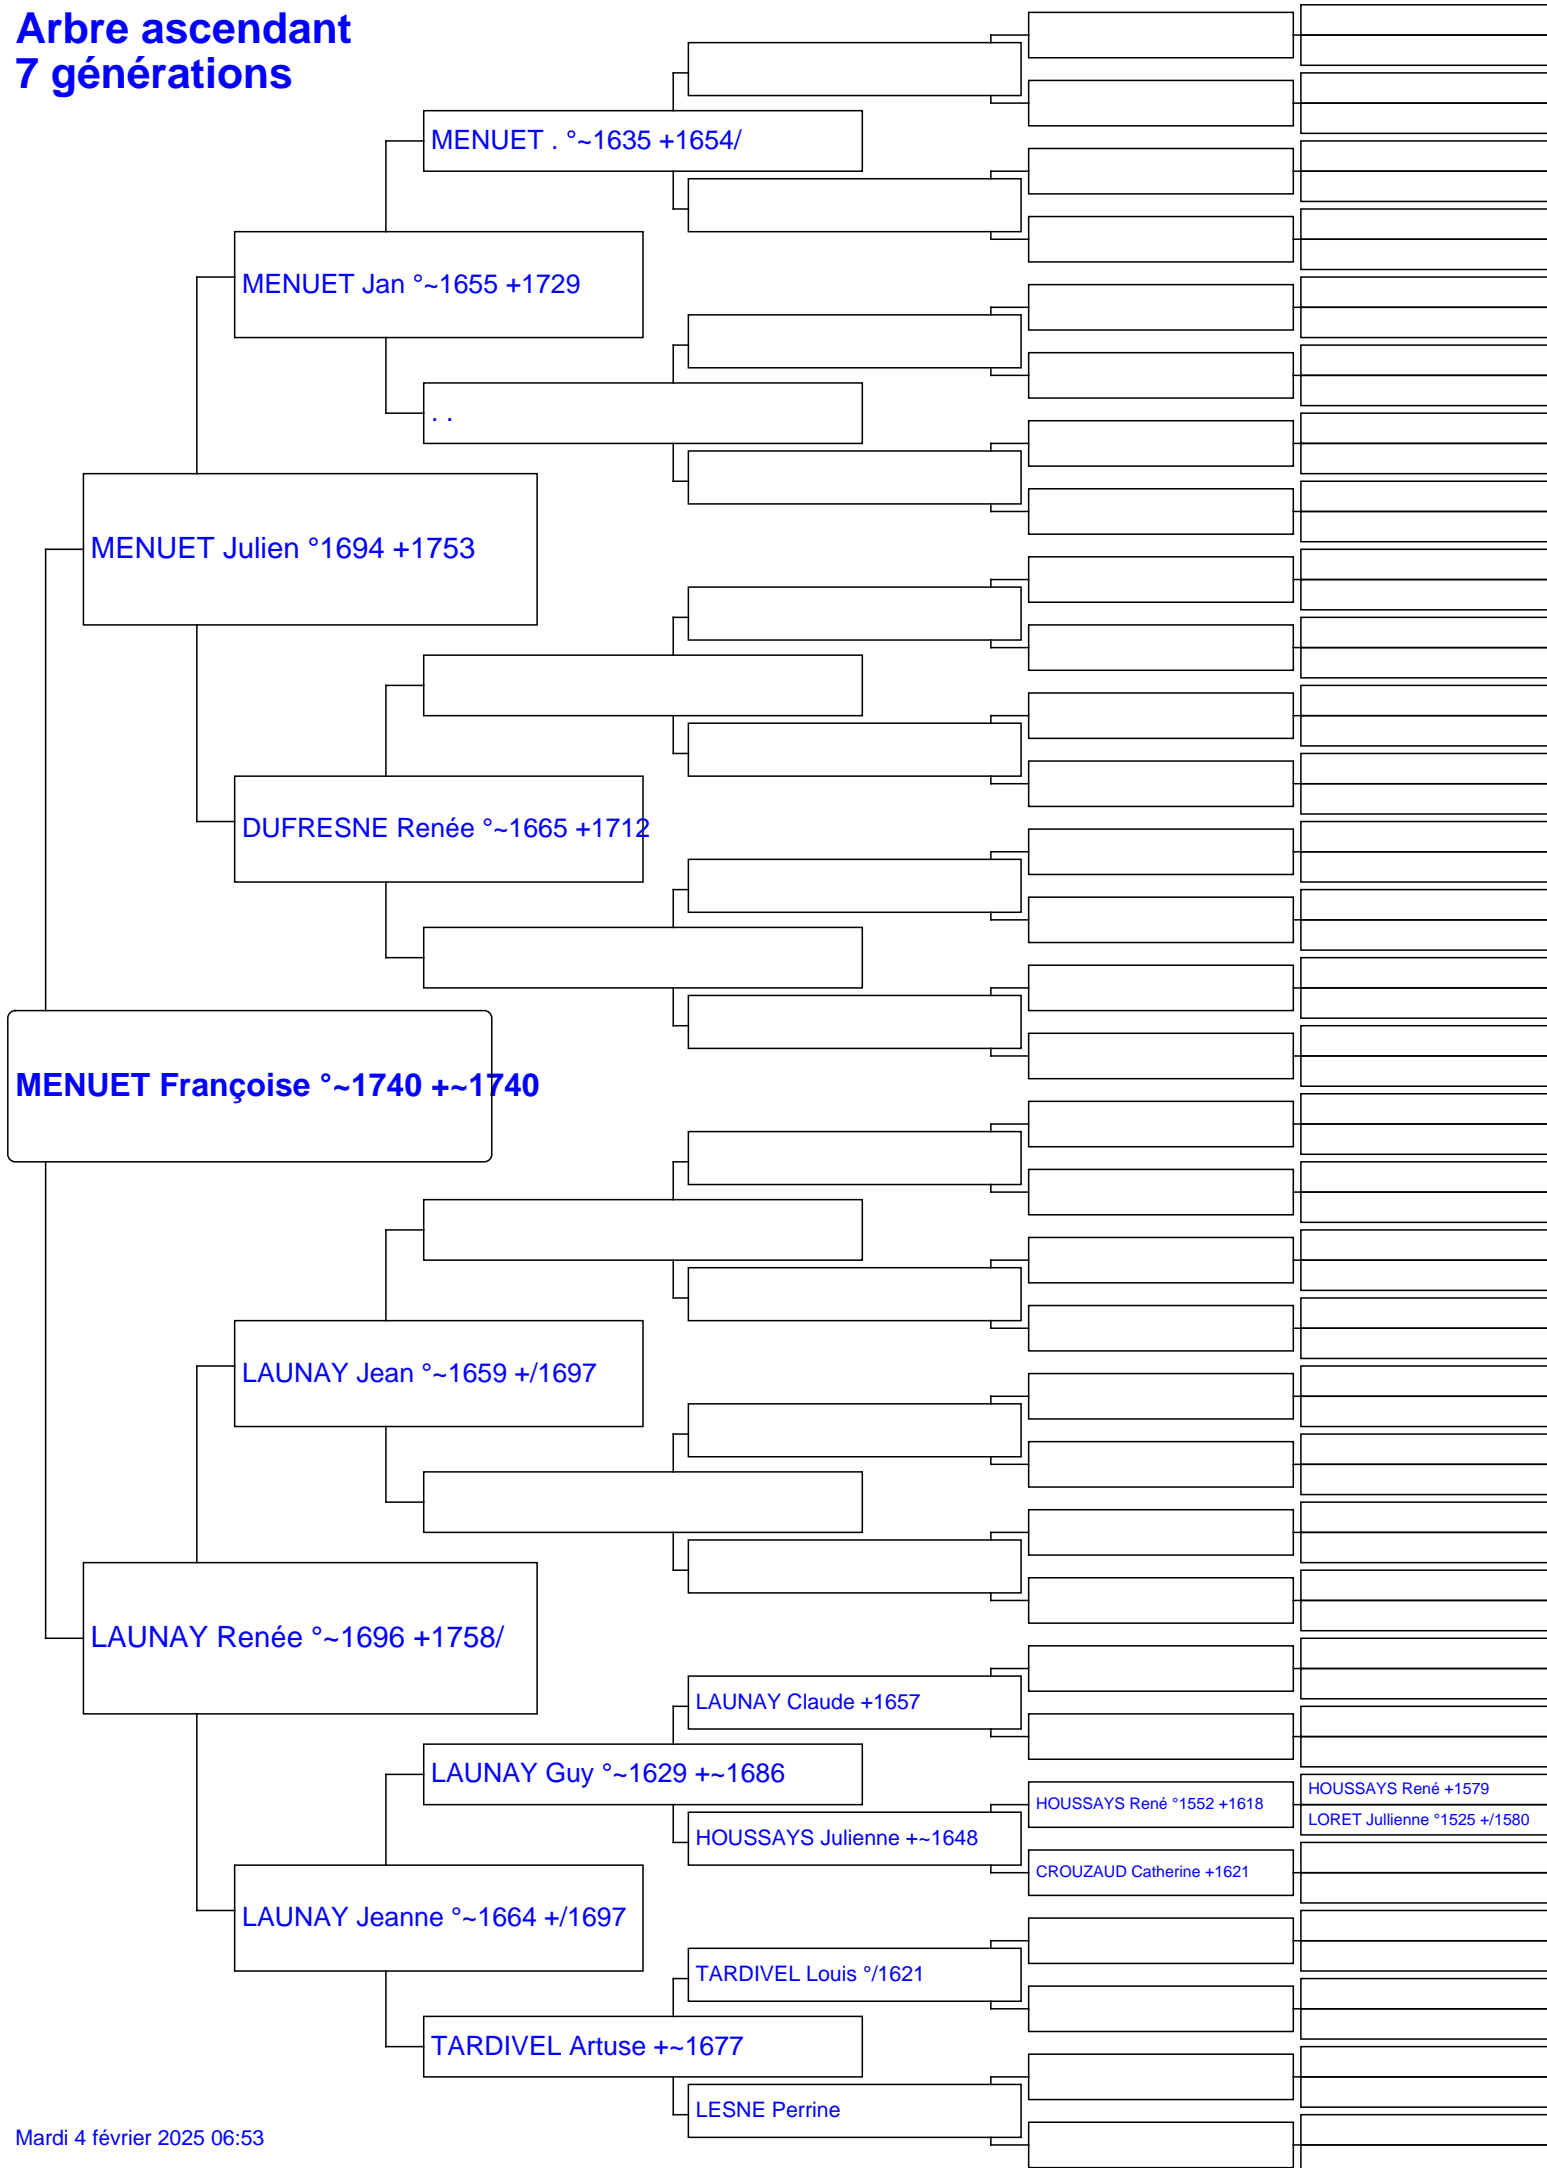 Arbre ascendant
7 générations
MENUET . °~1635 +1654/
MENUET Jan °~1655 +1729
. .
MENUET Julien °1694 +1753
DUFRESNE Renée °~1665 +1712
MENUET Françoise °~1740 +~1740
LAUNAY Jean °~1659 +/1697
LAUNAY Renée °~1696 +1758/
LAUNAY Claude +1657
LAUNAY Guy °~1629 +~1686
HOUSSAYS René +1579
HOUSSAYS René °1552 +1618
LORET Jullienne °1525 +/1580
HOUSSAYS Julienne +~1648
CROUZAUD Catherine +1621
LAUNAY Jeanne °~1664 +/1697
TARDIVEL Louis °/1621
TARDIVEL Artuse +~1677
LESNE Perrine
Mardi 4 février 2025 06:53